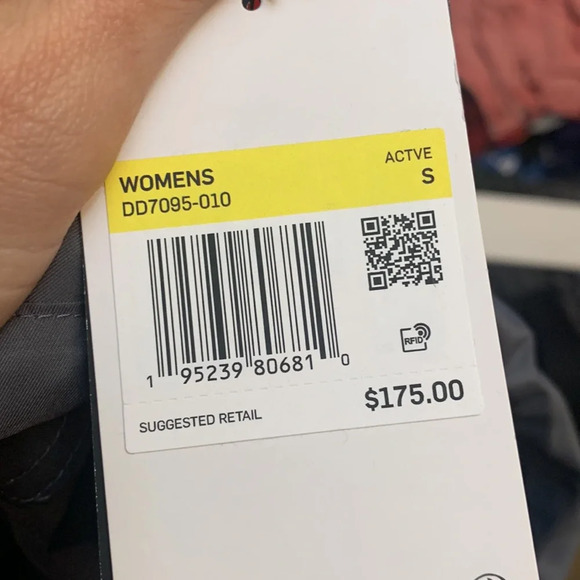 WOMENS
DD7095-010
ACTVE
S
RFID
1 95239 80681 0
SUGGESTED RETAIL
$175.00